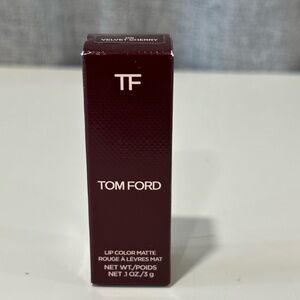 VELVET CHERRY
TF
TOM FORD
LIP COLOR MATTE
ROUGE À LÈVRES MAT
NET WT./POIDS
NET .1 OZ./3 g